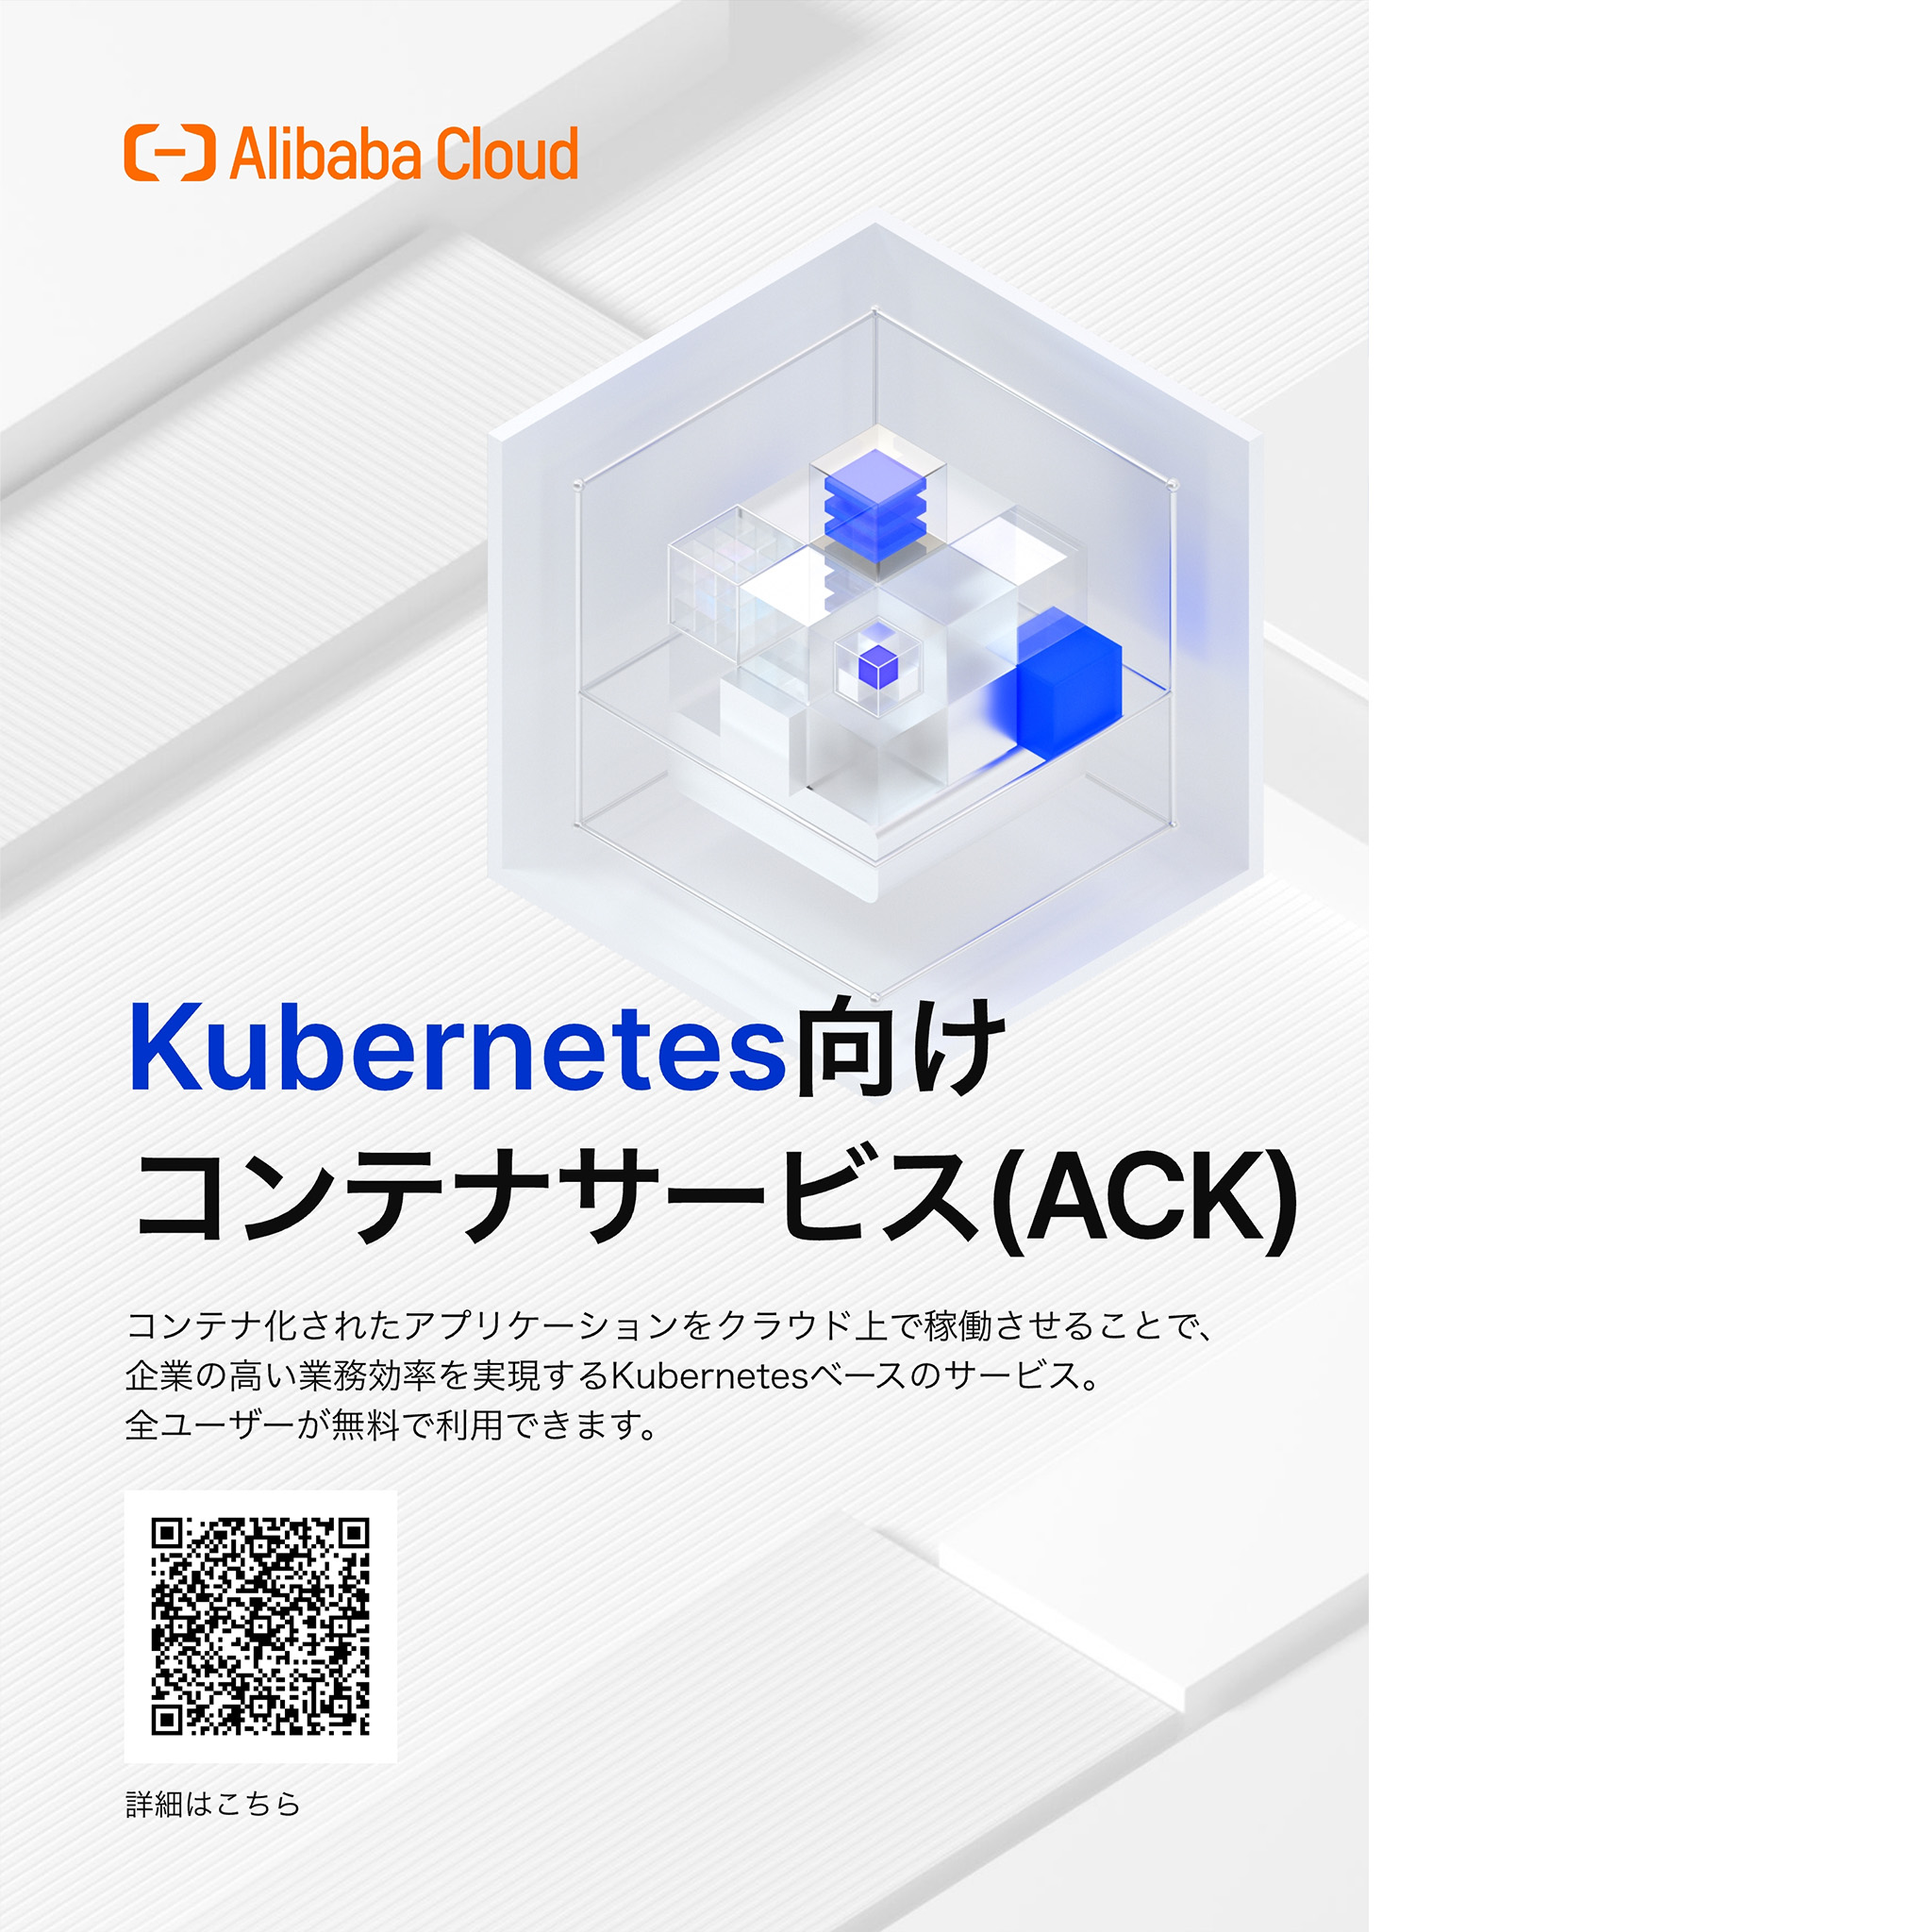 Alibaba Cloud
Kubernetes向け
コンテナサービス(ACK)
コンテナ化されたアプリケーションをクラウド上で稼働させることで、
企業の高い業務効率を実現するKubernetesベースのサービス。
全ユーザーが無料で利用できます。
詳細はこちら